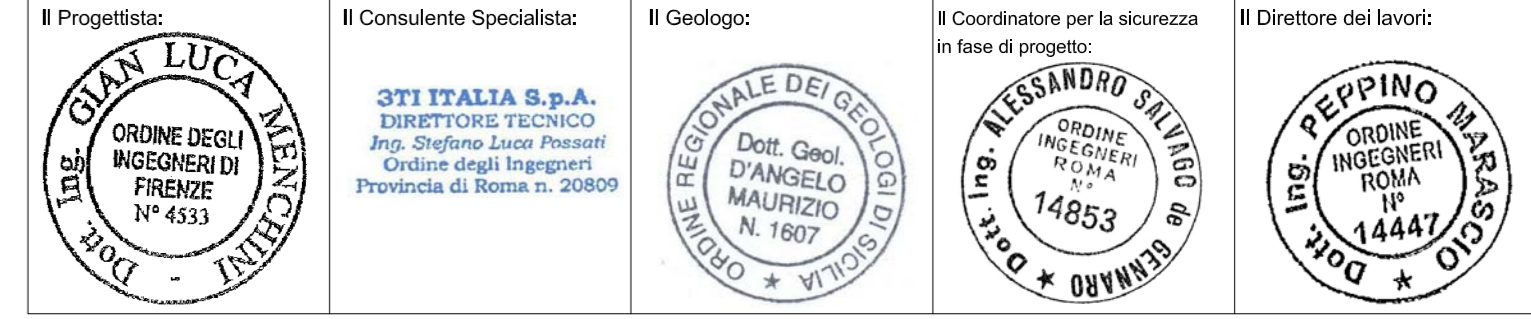 Il Progettista:
Dott. Ing. GIAN LUCA MENCHINI -
ORDINE DEGLI
INGEGNERI DI
FIRENZE
N° 4533
Il Consulente Specialista:
3TI ITALIA S.p.A.
DIRETTORE TECNICO
Ing. Stefano Luca Possati
Ordine degli Ingegneri
Provincia di Roma n. 20809
Il Geologo:
ORDINE REGIONALE DEI GEOLOGI DI SICILIA ★
Dott. Geol.
D'ANGELO
MAURIZIO
N. 1607
Il Coordinatore per la sicurezza
in fase di progetto:
Dott. Ing. ALESSANDRO SALVAGO de GENNARO ★
ORDINE
INGEGNERI
ROMA
N°
14853
Il Direttore dei lavori:
Dott. Ing. PEPPINO MARASCIO ★
ORDINE
INGEGNERI
ROMA
N°
14447